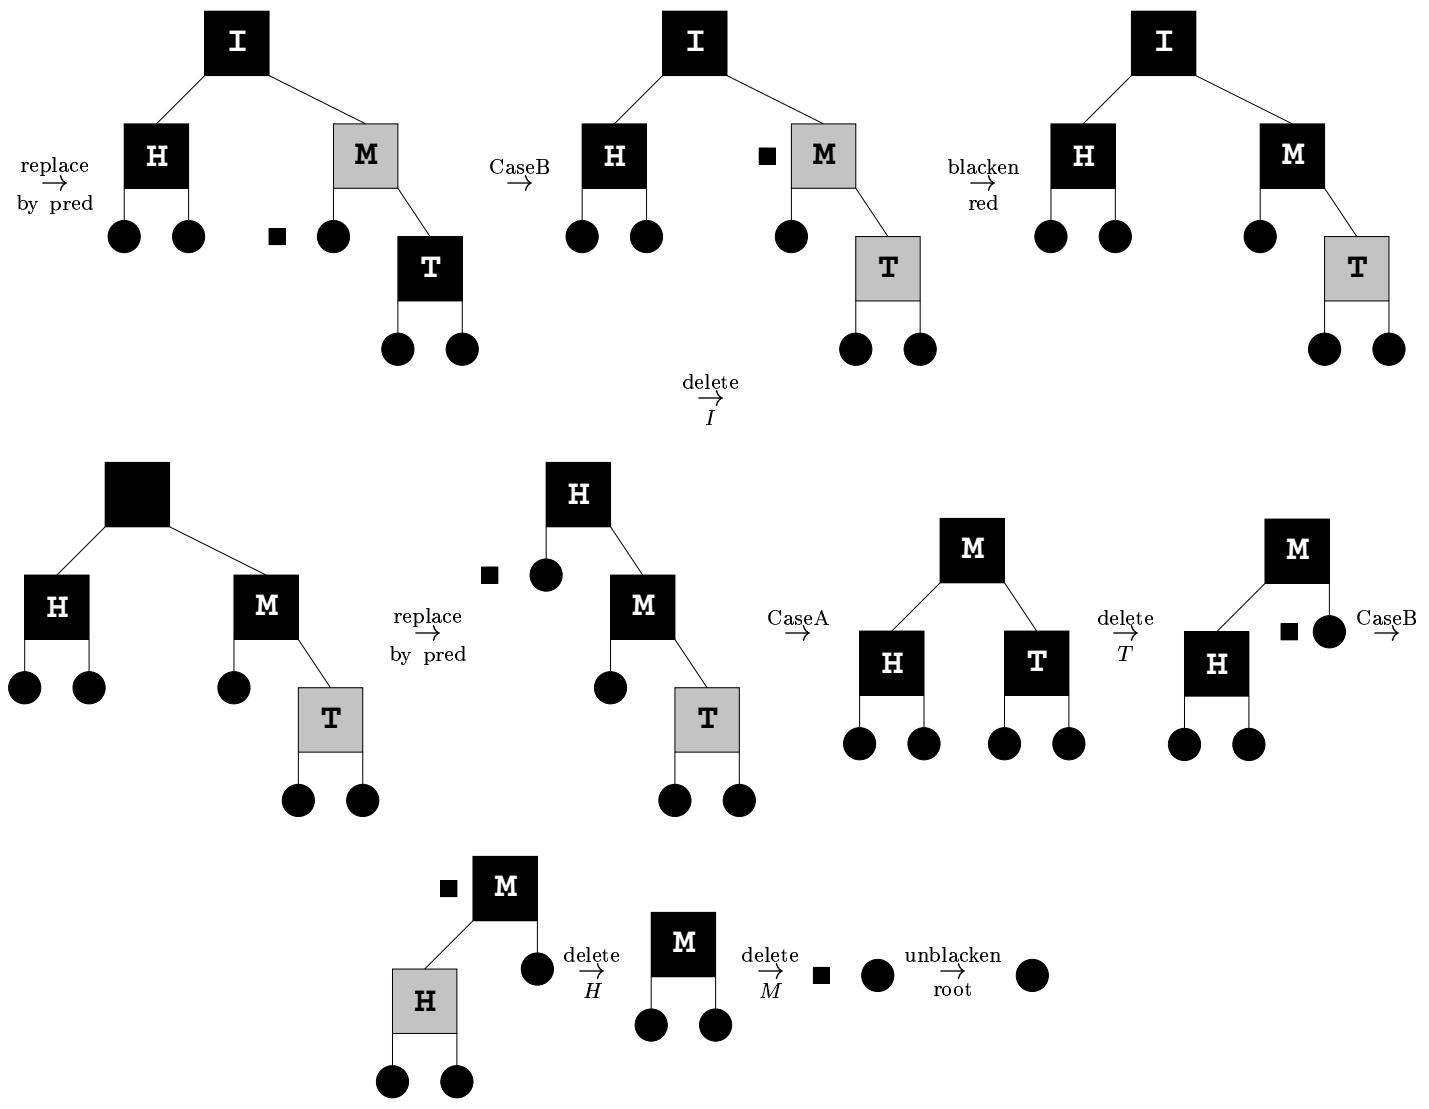 I I I
replace H M CaseB H M blacken H M
by pred red
T T T
delete
I
H
H M replace M CaseA M delete M CaseB
by pred H T T H
T T
M
delete M delete unblacken
H M root
H